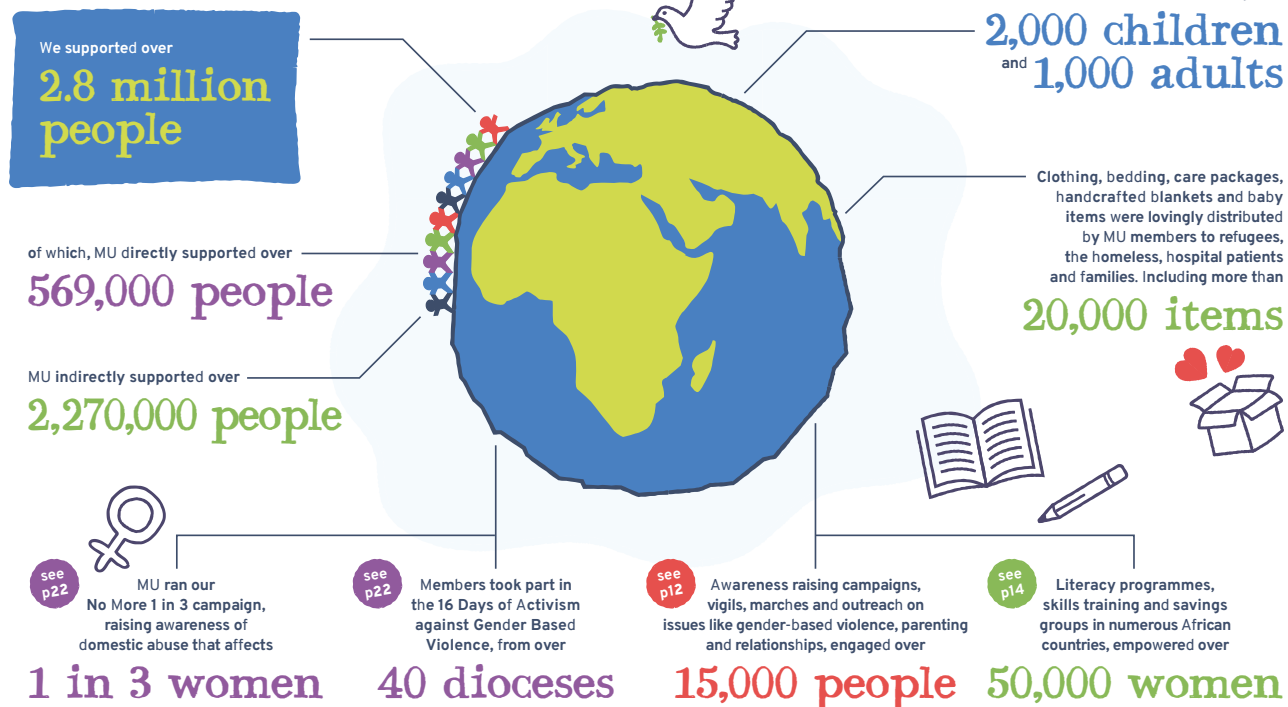 We supported over
2.8 million
people
2,000 children
and 1,000 adults
of which, MU directly supported over
569,000 people
Clothing, bedding, care packages,
handcrafted blankets and baby
items were lovingly distributed
by MU members to refugees,
the homeless, hospital patients
and families. Including more than
20,000 items
MU indirectly supported over
2,270,000 people
see
p22
MU ran our
No More 1 in 3 campaign,
raising awareness of
domestic abuse that affects
1 in 3 women
see
p22
Members took part in
the 16 Days of Activism
against Gender Based
Violence, from over
40 dioceses
see
p12
Awareness raising campaigns,
vigils, marches and outreach on
issues like gender-based violence, parenting
and relationships, engaged over
15,000 people
see
p14
Literacy programmes,
skills training and savings
groups in numerous African
countries, empowered over
50,000 women